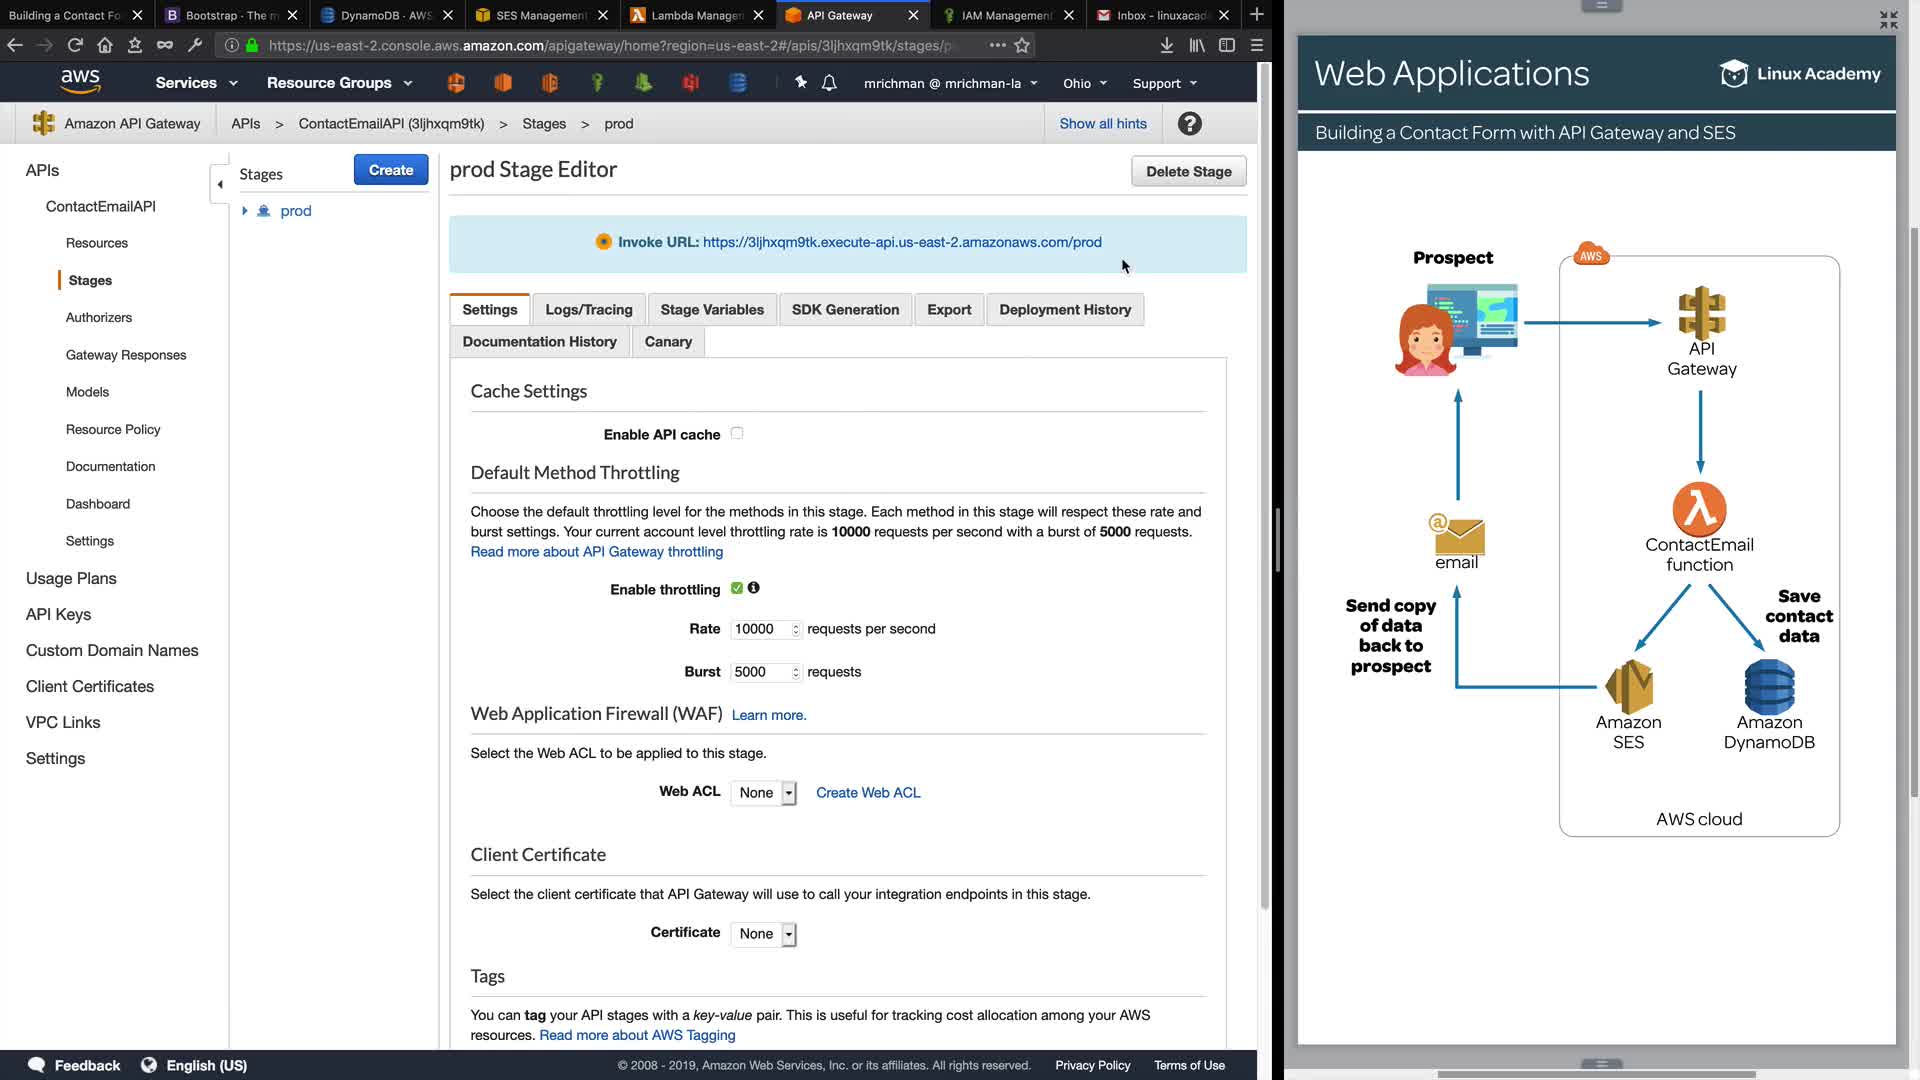 Building a Contact Fo
Bootstrap · The m
DynamoDB · AWS
SES Management
Lambda Manage
API Gateway
IAM Management
Inbox - linuxacad
https://us-east-2.console.aws.amazon.com/apigateway/home?region=us-east-2#/apis/3ljhxqm9tk/stages/p
aws
Services
Resource Groups
mrichman @ mrichman-la
Ohio
Support
Amazon API Gateway
APIs > ContactEmailAPI (3ljhxqm9tk) > Stages > prod
Show all hints
?
APIs
ContactEmailAPI
Resources
Stages
Authorizers
Gateway Responses
Models
Resource Policy
Documentation
Dashboard
Settings
Usage Plans
API Keys
Custom Domain Names
Client Certificates
VPC Links
Settings
Stages
Create
prod
prod Stage Editor
Delete Stage
Invoke URL: https://3ljhxqm9tk.execute-api.us-east-2.amazonaws.com/prod
Settings
Logs/Tracing
Stage Variables
SDK Generation
Export
Deployment History
Documentation History
Canary
Cache Settings
Enable API cache
Default Method Throttling
Choose the default throttling level for the methods in this stage. Each method in this stage will respect these rate and
burst settings. Your current account level throttling rate is 10000 requests per second with a burst of 5000 requests.
Read more about API Gateway throttling
Enable throttling
Rate 10000 requests per second
Burst 5000 requests
Web Application Firewall (WAF) Learn more.
Select the Web ACL to be applied to this stage.
Web ACL None Create Web ACL
Client Certificate
Select the client certificate that API Gateway will use to call your integration endpoints in this stage.
Certificate None
Tags
You can tag your API stages with a key-value pair. This is useful for tracking cost allocation among your AWS
resources. Read more about AWS Tagging
Feedback
English (US)
© 2008 - 2019, Amazon Web Services, Inc. or its affiliates. All rights reserved.
Privacy Policy
Terms of Use
Web Applications
Linux Academy
Building a Contact Form with API Gateway and SES
Prospect
AWS
API
Gateway
ContactEmail
function
email
Send copy
of data
back to
prospect
Save
contact
data
Amazon
SES
Amazon
DynamoDB
AWS cloud